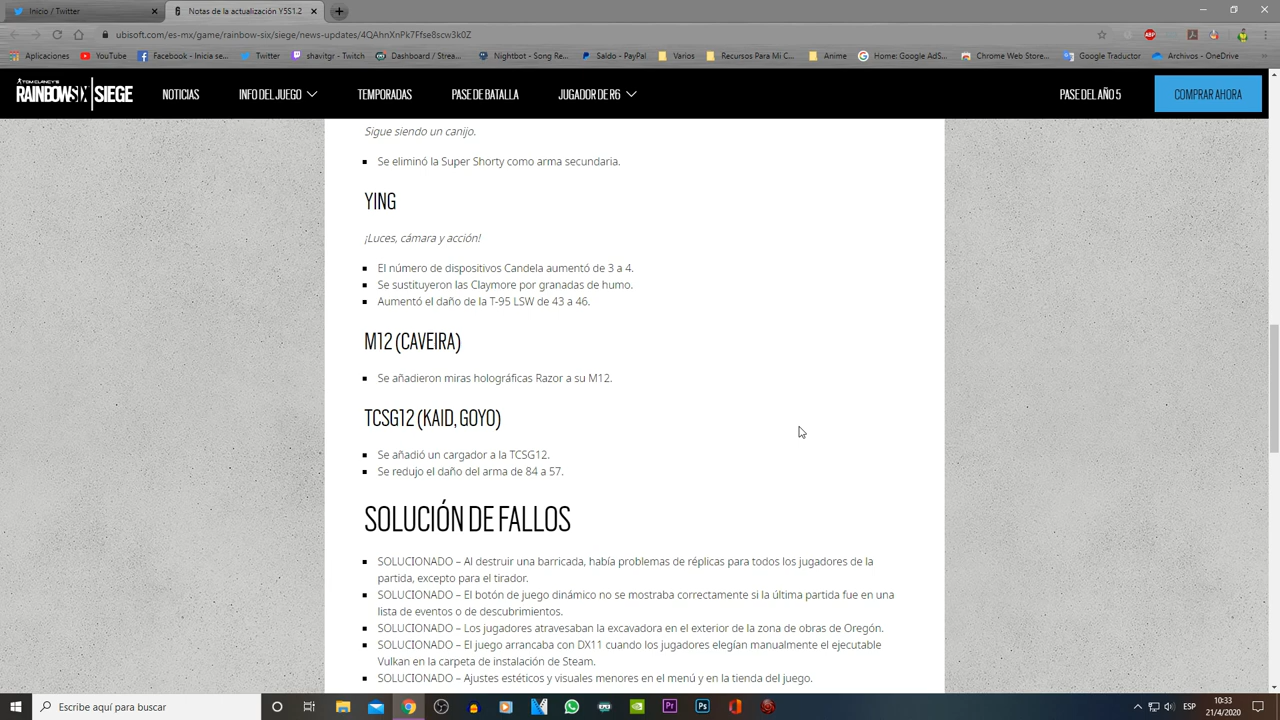 Inicio / Twitter
Notas de la actualización Y5S1.2
ubisoft.com/es-mx/game/rainbow-six/siege/news-updates/4QAhnXnPk7Ffse8scw3k0Z
Aplicaciones YouTube Facebook - Inicia se... Twitter shavitgr - Twitch Dashboard / Strea... Nightbot - Song Re... Saldo - PayPal Varios Recursos Para Mi C... Anime Home: Google AdS... Chrome Web Store... Google Traductor Archivos - OneDrive
TOM CLANCY'S
RAINBOW SIX SIEGE NOTICIAS INFO DEL JUEGO TEMPORADAS PASE DE BATALLA JUGADOR DE R6 PASE DEL AÑO 5 COMPRAR AHORA
Sigue siendo un canijo.
Se eliminó la Super Shorty como arma secundaria.
YING
¡Luces, cámara y acción!
El número de dispositivos Candela aumentó de 3 a 4.
Se sustituyeron las Claymore por granadas de humo.
Aumentó el daño de la T-95 LSW de 43 a 46.
M12 (CAVEIRA)
Se añadieron miras holográficas Razor a su M12.
TCSG12 (KAID, GOYO)
Se añadió un cargador a la TCSG12.
Se redujo el daño del arma de 84 a 57.
SOLUCIÓN DE FALLOS
SOLUCIONADO – Al destruir una barricada, había problemas de réplicas para todos los jugadores de la
partida, excepto para el tirador.
SOLUCIONADO – El botón de juego dinámico no se mostraba correctamente si la última partida fue en una
lista de eventos o de descubrimientos.
SOLUCIONADO – Los jugadores atravesaban la excavadora en el exterior de la zona de obras de Oregón.
SOLUCIONADO – El juego arrancaba con DX11 cuando los jugadores elegían manualmente el ejecutable
Vulkan en la carpeta de instalación de Steam.
SOLUCIONADO – Ajustes estéticos y visuales menores en el menú y en la tienda del juego.
Escribe aquí para buscar
ESP
10:33
21/4/2020